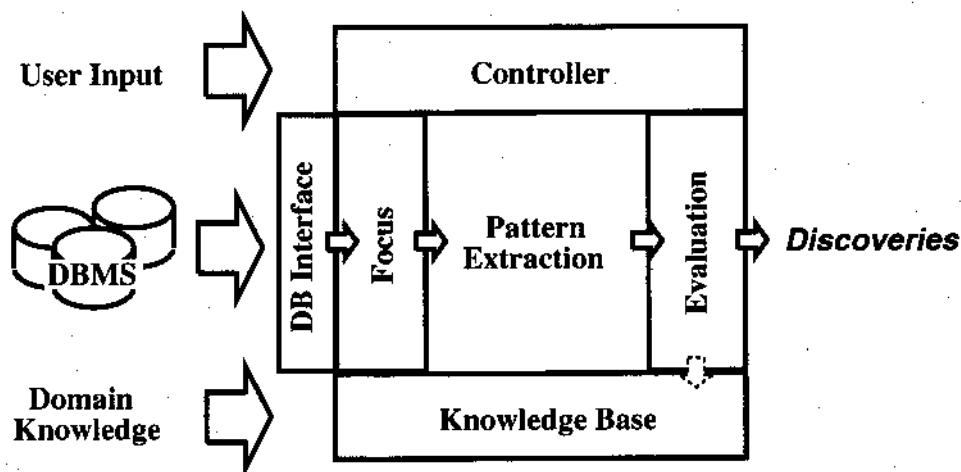 User Input
Controller
DBMS
DB Interface
Focus
Pattern
Extraction
Evaluation
Discoveries
Domain
Knowledge
Knowledge Base